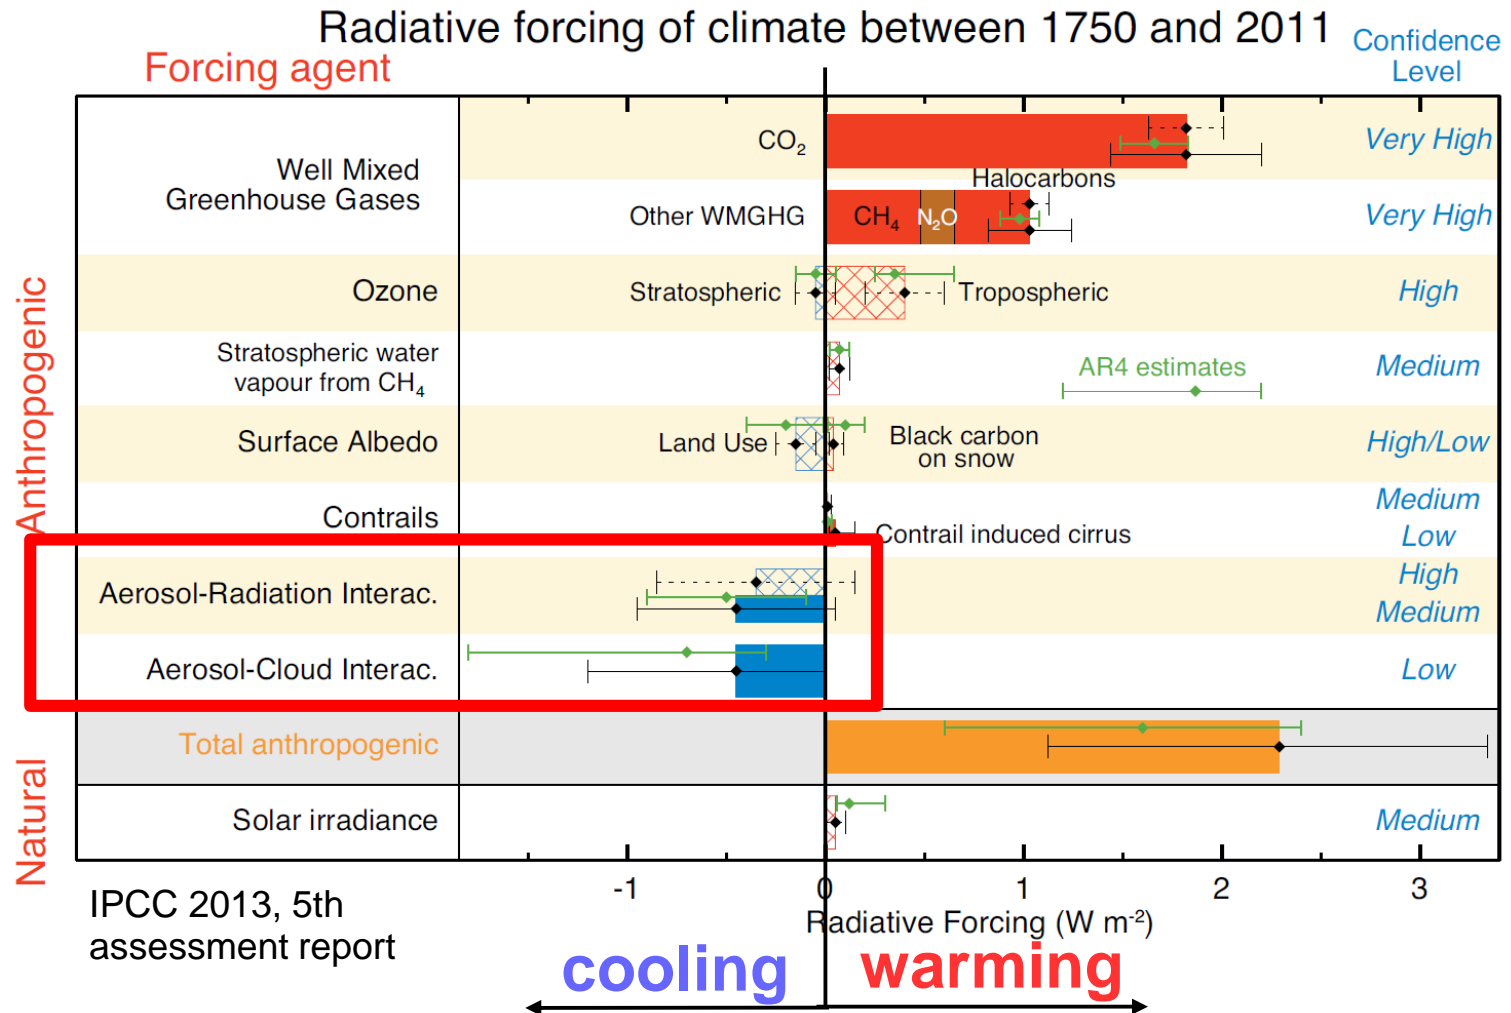 Radiative forcing of climate between 1750 and 2011
Forcing agent
Confidence
Level
Anthropogenic
Natural
Well Mixed
Greenhouse Gases
CO₂
Very High
Halocarbons
Other WMGHG
CH₄
N₂O
Very High
Ozone
Stratospheric
Tropospheric
High
Stratospheric water
vapour from CH₄
AR4 estimates
Medium
Surface Albedo
Land Use
Black carbon
on snow
High/Low
Contrails
Contrail induced cirrus
Medium
Low
Aerosol-Radiation Interac.
High
Medium
Aerosol-Cloud Interac.
Low
Total anthropogenic
Solar irradiance
Medium
-1 0 1 2 3
Radiative Forcing (W m⁻²)
IPCC 2013, 5th
assessment report
cooling
warming